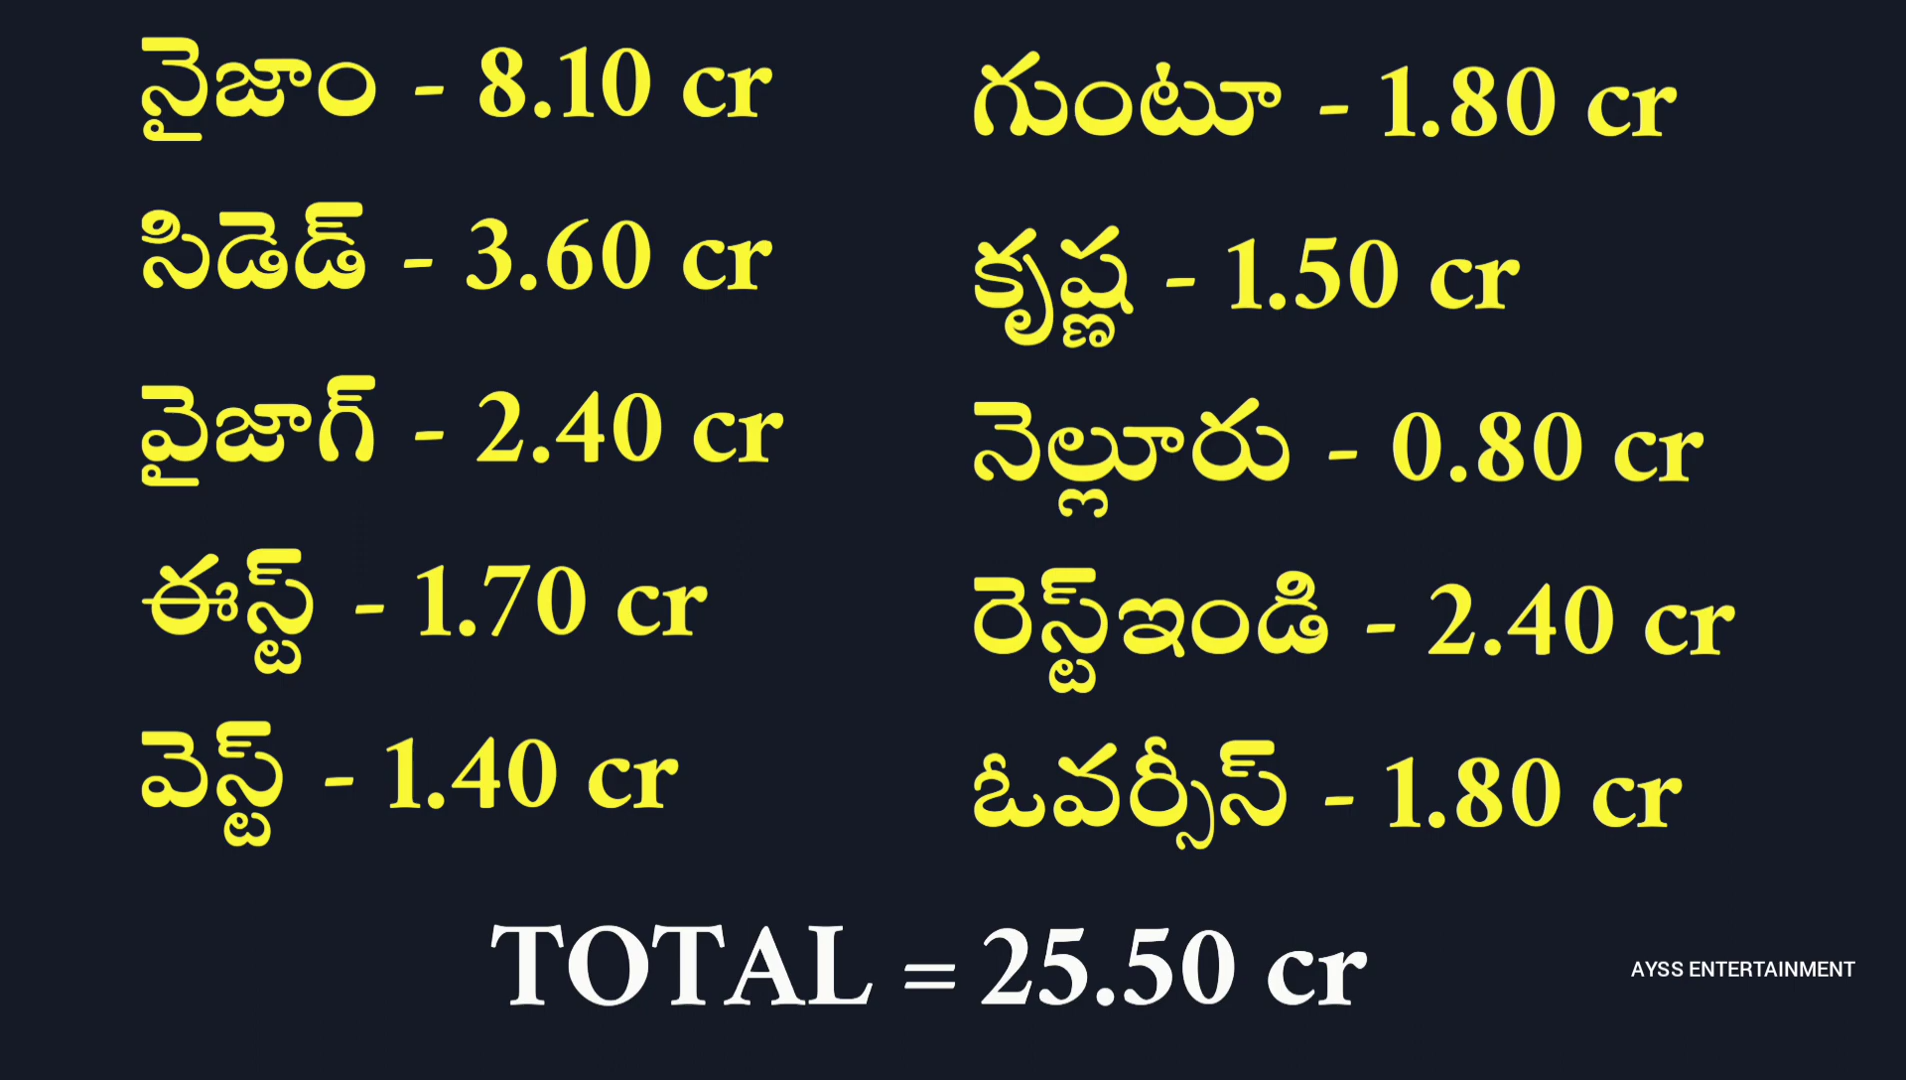 నైజాం - 8.10 cr
సిడెడ్ - 3.60 cr
వైజాగ్ - 2.40 cr
ఈస్ట్ - 1.70 cr
వెస్ట్ - 1.40 cr
గుంటూ - 1.80 cr
కృష్ణ - 1.50 cr
నెల్లూరు - 0.80 cr
రెస్ట్ఇండి - 2.40 cr
ఓవర్సీస్ - 1.80 cr
TOTAL = 25.50 cr
AYSS ENTERTAINMENT